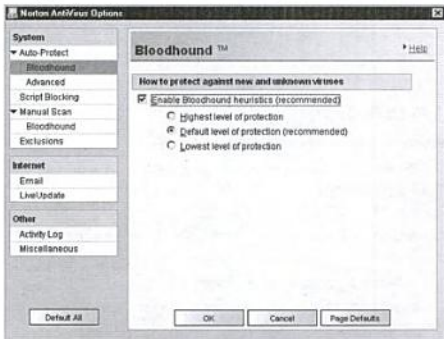 Norton AntiVirus Options
System
Auto-Protect
Bloodhound
Advanced
Script Blocking
Manual Scan
Bloodhound
Exclusions
Internet
Email
LiveUpdate
Other
Activity Log
Miscellaneous
Default All
Bloodhound ™
Help
How to protect against new and unknown viruses
Enable Bloodhound heuristics (recommended)
Highest level of protection
Default level of protection (recommended)
Lowest level of protection
OK
Cancel
Page Defaults